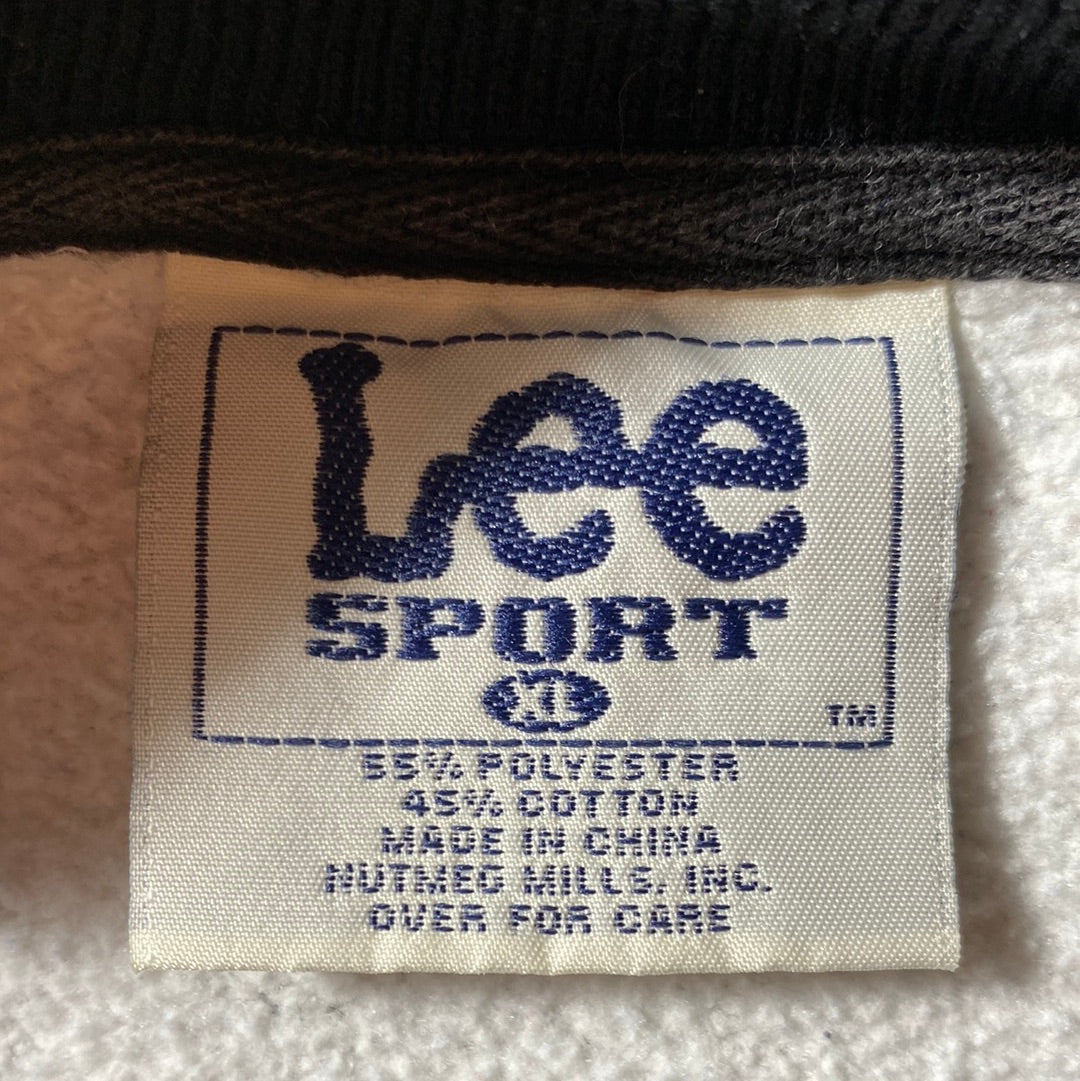 Lee
SPORT
XL
TM
55% POLYESTER
45% COTTON
MADE IN CHINA
NUTMEG MILLS, INC.
OVER FOR CARE